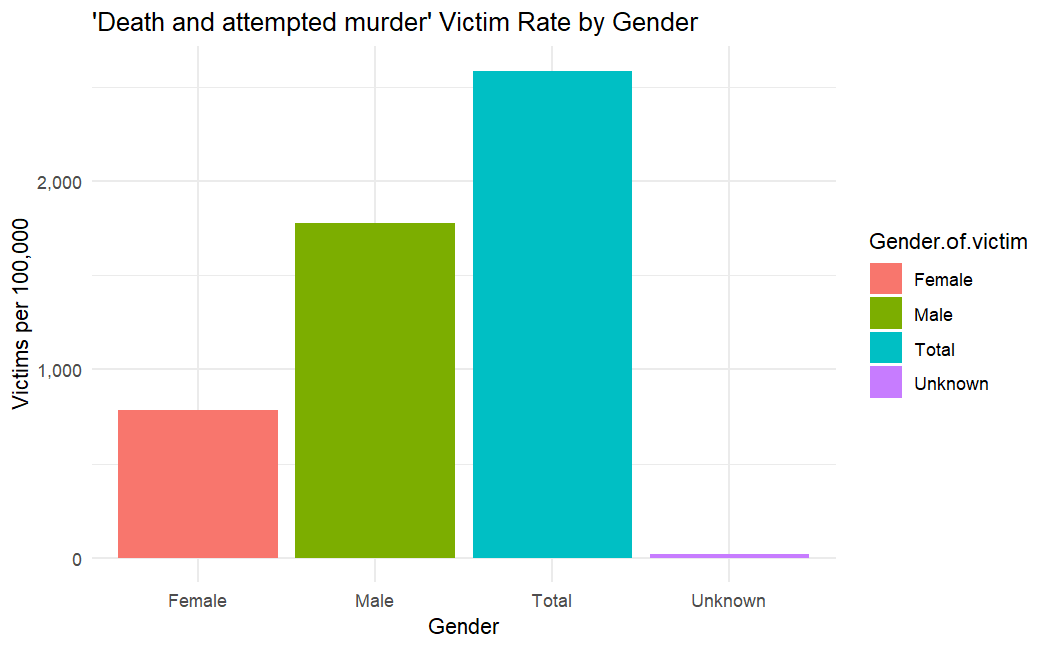 'Death and attempted murder' Victim Rate by Gender
Victims per 100,000
2,000
1,000
0
Female
Male
Total
Unknown
Gender
Gender.of.victim
Female
Male
Total
Unknown